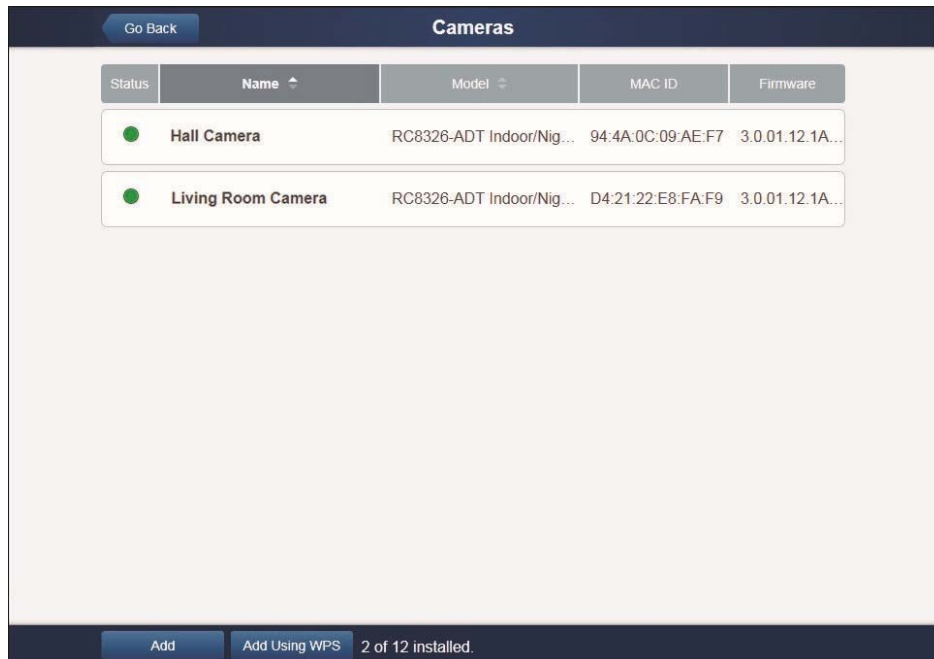 Go Back Cameras
Status Name Model MAC ID Firmware
Hall Camera RC8326-ADT Indoor/Nig... 94:4A:0C:09:AE:F7 3.0.01.12.1A...
Living Room Camera RC8326-ADT Indoor/Nig... D4:21:22:E8:FA:F9 3.0.01.12.1A...
Add Add Using WPS 2 of 12 installed.